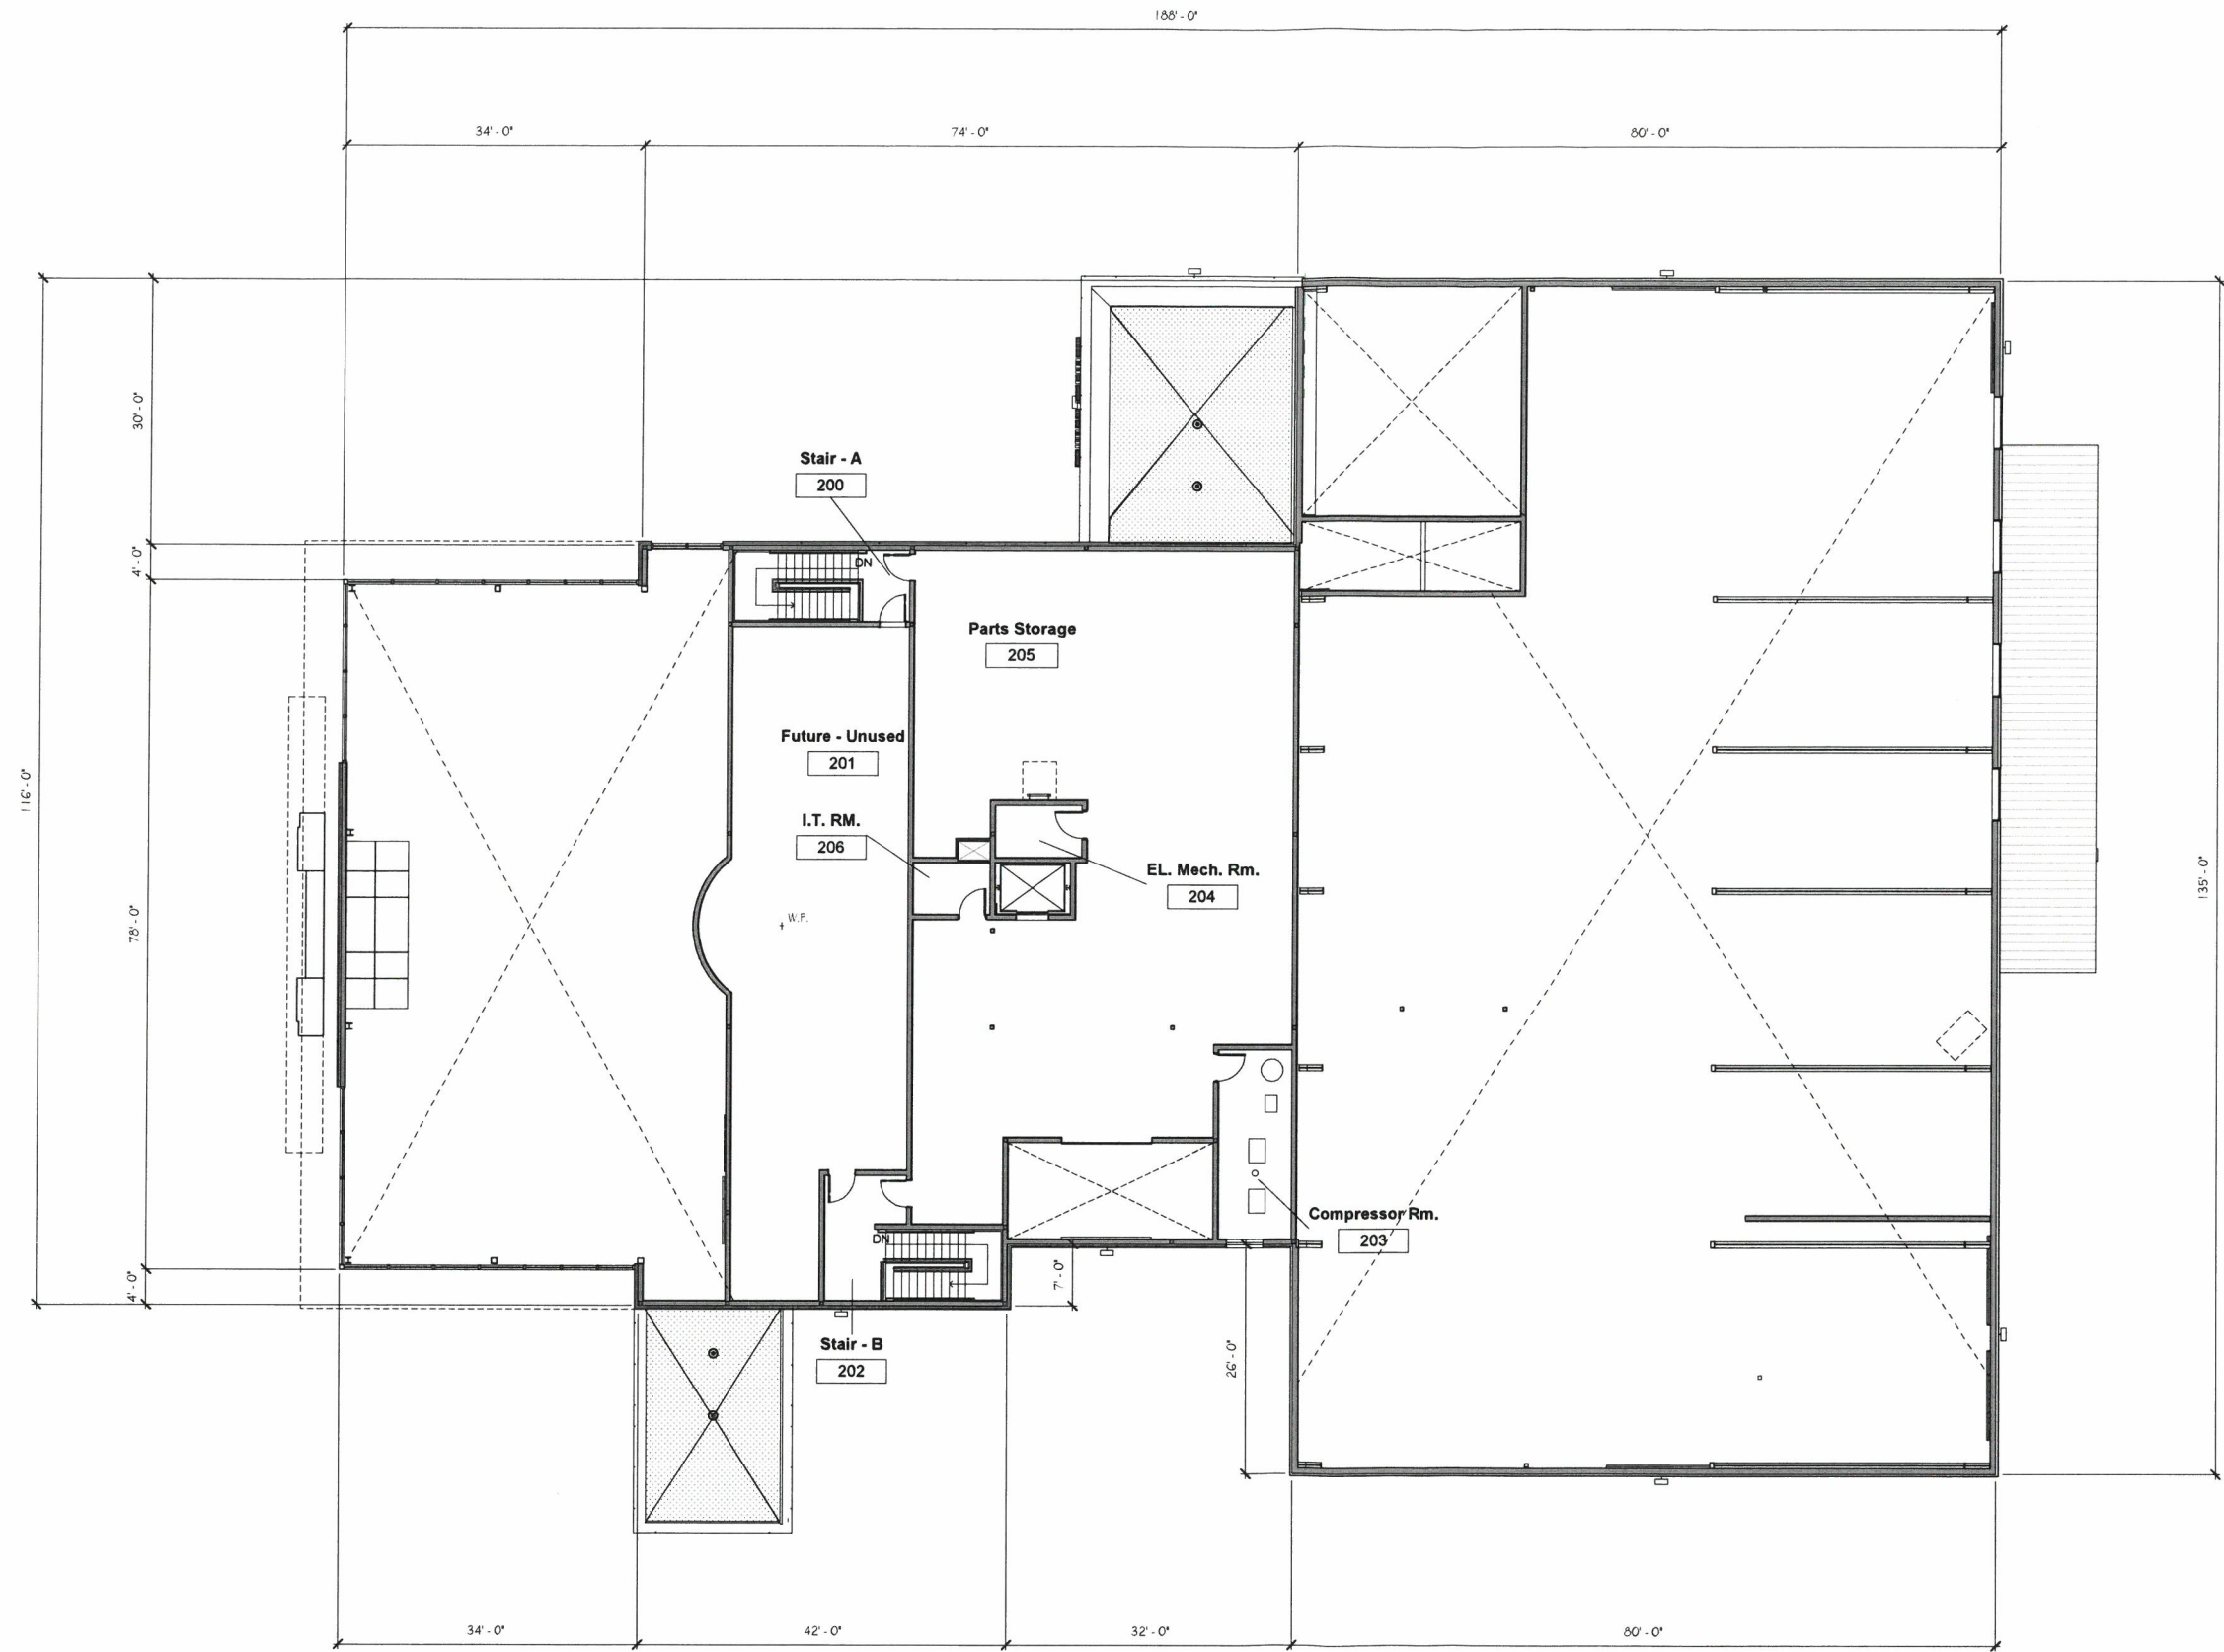 188' - 0"
34' - 0"
74' - 0"
80' - 0"
30' - 0"
4' - 0"
116' - 0"
78' - 0"
4' - 0"
135' - 0"
Stair - A
200
DN
Parts Storage
205
Future - Unused
201
I.T. RM.
206
EL. Mech. Rm.
204
W.P.
Compressor Rm.
203
DN
7' - 0"
26' - 0"
Stair - B
202
34' - 0"
42' - 0"
32' - 0"
80' - 0"